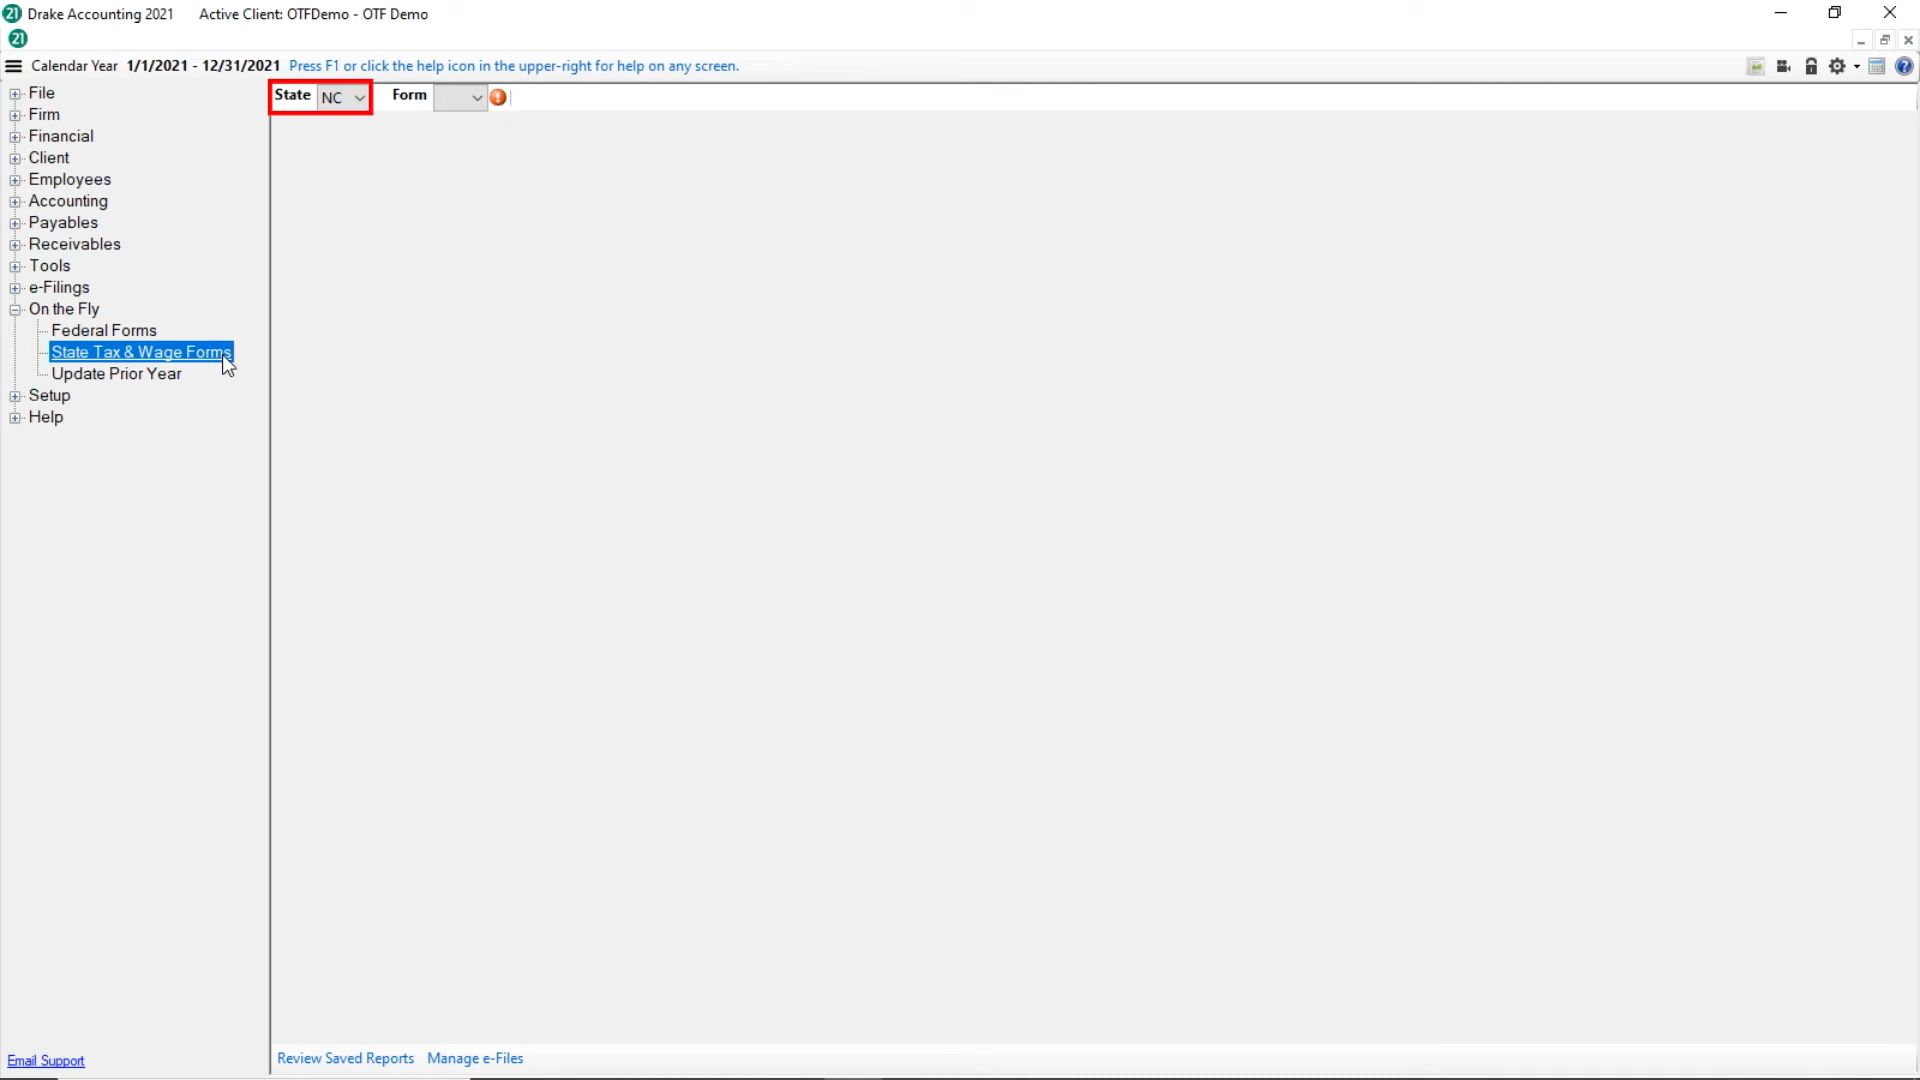 21 Drake Accounting 2021 Active Client: OTFDemo - OTF Demo
21
Calendar Year 1/1/2021 - 12/31/2021 Press F1 or click the help icon in the upper-right for help on any screen.
State NC Form
File
Firm
Financial
Client
Employees
Accounting
Payables
Receivables
Tools
e-Filings
On the Fly
Federal Forms
State Tax & Wage Forms
Update Prior Year
Setup
Help
Email Support
Review Saved Reports Manage e-Files